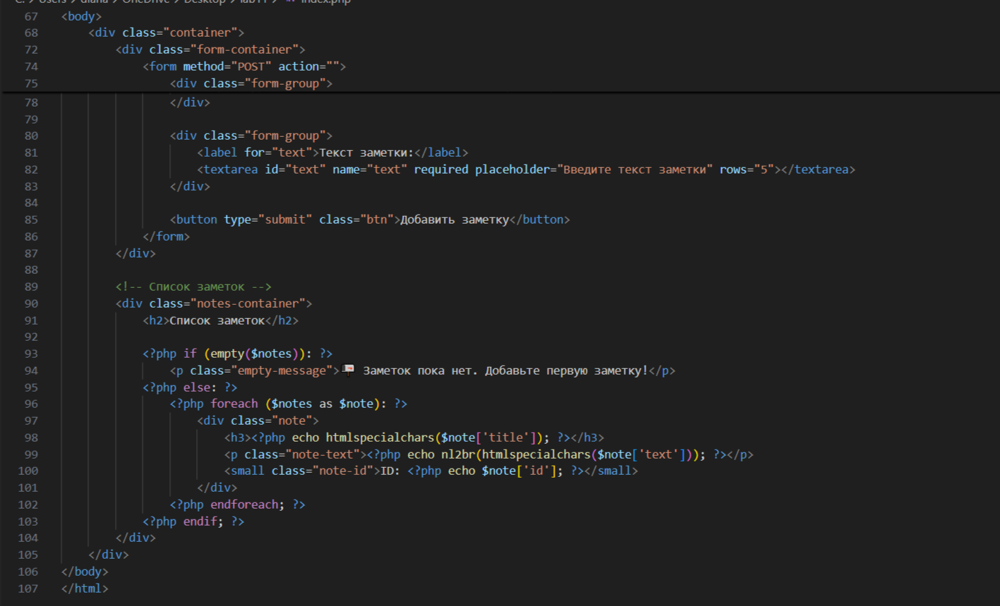 C: > Users > diana > OneDrive > Desktop > lab11 > index.php
67 <body>
68 <div class="container">
72 <div class="form-container">
74 <form method="POST" action="">
75 <div class="form-group">
78 </div>
79
80 <div class="form-group">
81 <label for="text">Текст заметки:</label>
82 <textarea id="text" name="text" required placeholder="Введите текст заметки" rows="5"></textarea>
83 </div>
84
85 <button type="submit" class="btn">Добавить заметку</button>
86 </form>
87 </div>
88
89 <!-- Список заметок -->
90 <div class="notes-container">
91 <h2>Список заметок</h2>
92
93 <?php if (empty($notes)): ?>
94 <p class="empty-message">📭 Заметок пока нет. Добавьте первую заметку!</p>
95 <?php else: ?>
96 <?php foreach ($notes as $note): ?>
97 <div class="note">
98 <h3><?php echo htmlspecialchars($note['title']); ?></h3>
99 <p class="note-text"><?php echo nl2br(htmlspecialchars($note['text'])); ?></p>
100 <small class="note-id">ID: <?php echo $note['id']; ?></small>
101 </div>
102 <?php endforeach; ?>
103 <?php endif; ?>
104 </div>
105 </div>
106 </body>
107 </html>